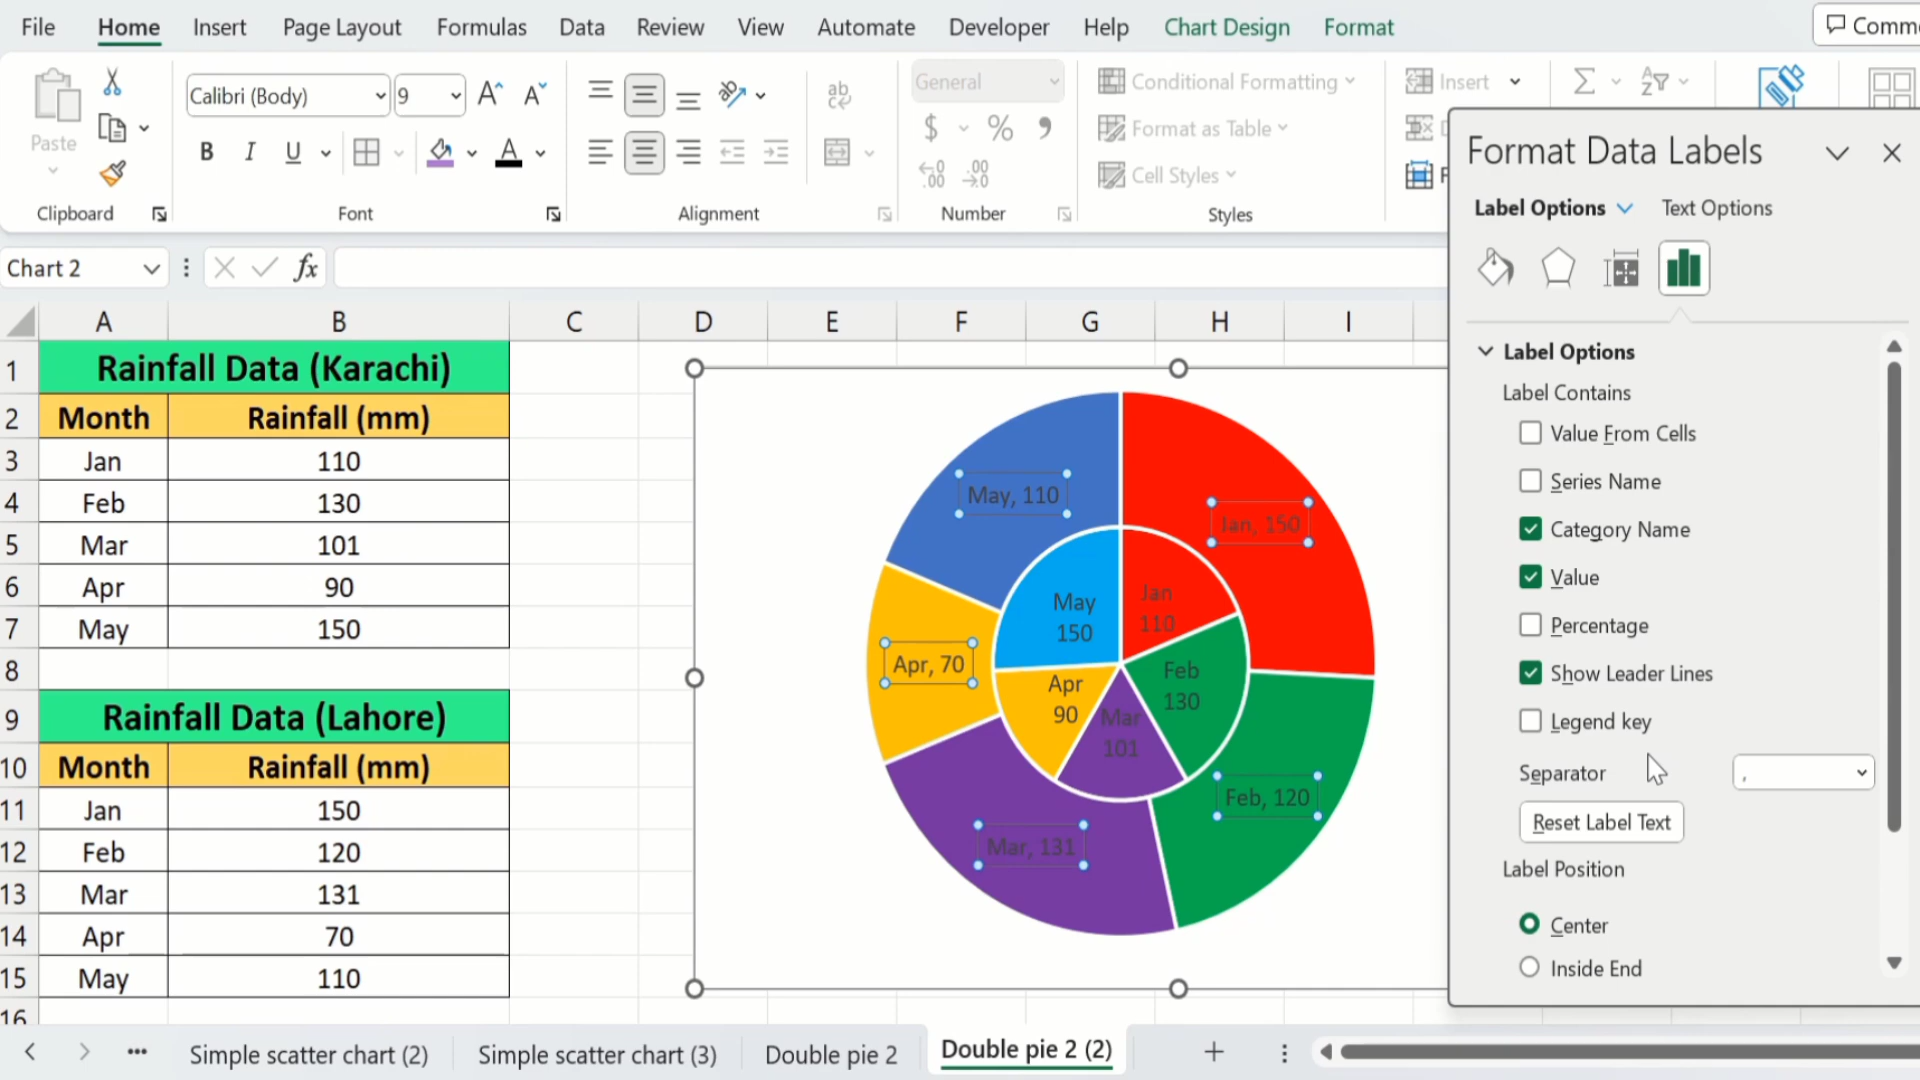 File Home Insert Page Layout Formulas Data Review View Automate Developer Help Chart Design Format
Calibri (Body) 9 A A ab General Conditional Formatting Insert Σ
Paste B I U A $ % Format as Table
.00 .00 Cell Styles
Clipboard Font Alignment Number Styles
Chart 2 fx
Format Data Labels
Label Options Text Options
Label Options
Label Contains
Value From Cells
Series Name
Category Name
Value
Percentage
Show Leader Lines
Legend key
Separator ,
Reset Label Text
Label Position
Center
Inside End
A B C D E F G H I
1 Rainfall Data (Karachi)
2 Month Rainfall (mm)
3 Jan 110
4 Feb 130
5 Mar 101
6 Apr 90
7 May 150
8
9 Rainfall Data (Lahore)
10 Month Rainfall (mm)
11 Jan 150
12 Feb 120
13 Mar 131
14 Apr 70
15 May 110
16
May, 110
Jan, 150
Apr, 70
Mar, 131
Feb, 120
May
150
Jan
110
Feb
130
Apr
90
Mar
101
Simple scatter chart (2) Simple scatter chart (3) Double pie 2 Double pie 2 (2)